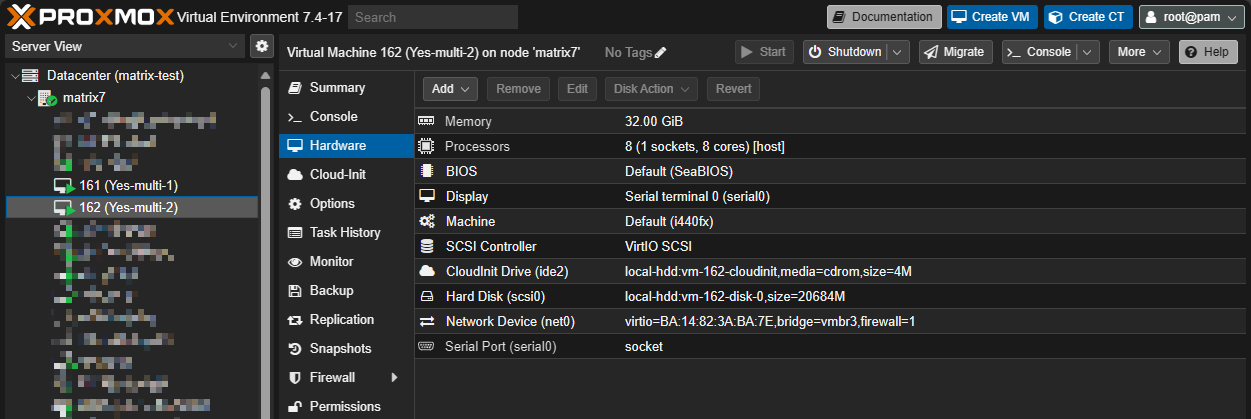 PROXMOX Virtual Environment 7.4-17 Search Documentation Create VM Create CT root@pam
Server View
Virtual Machine 162 (Yes-multi-2) on node 'matrix7' No Tags Start Shutdown Migrate Console More Help
Datacenter (matrix-test)
matrix7
161 (Yes-multi-1)
162 (Yes-multi-2)
Summary
Console
Hardware
Cloud-Init
Options
Task History
Monitor
Backup
Replication
Snapshots
Firewall
Permissions
Add Remove Edit Disk Action Revert
Memory 32.00 GiB
Processors 8 (1 sockets, 8 cores) [host]
BIOS Default (SeaBIOS)
Display Serial terminal 0 (serial0)
Machine Default (i440fx)
SCSI Controller VirtIO SCSI
CloudInit Drive (ide2) local-hdd:vm-162-cloudinit,media=cdrom,size=4M
Hard Disk (scsi0) local-hdd:vm-162-disk-0,size=20684M
Network Device (net0) virtio=BA:14:82:3A:BA:7E,bridge=vmbr3,firewall=1
Serial Port (serial0) socket